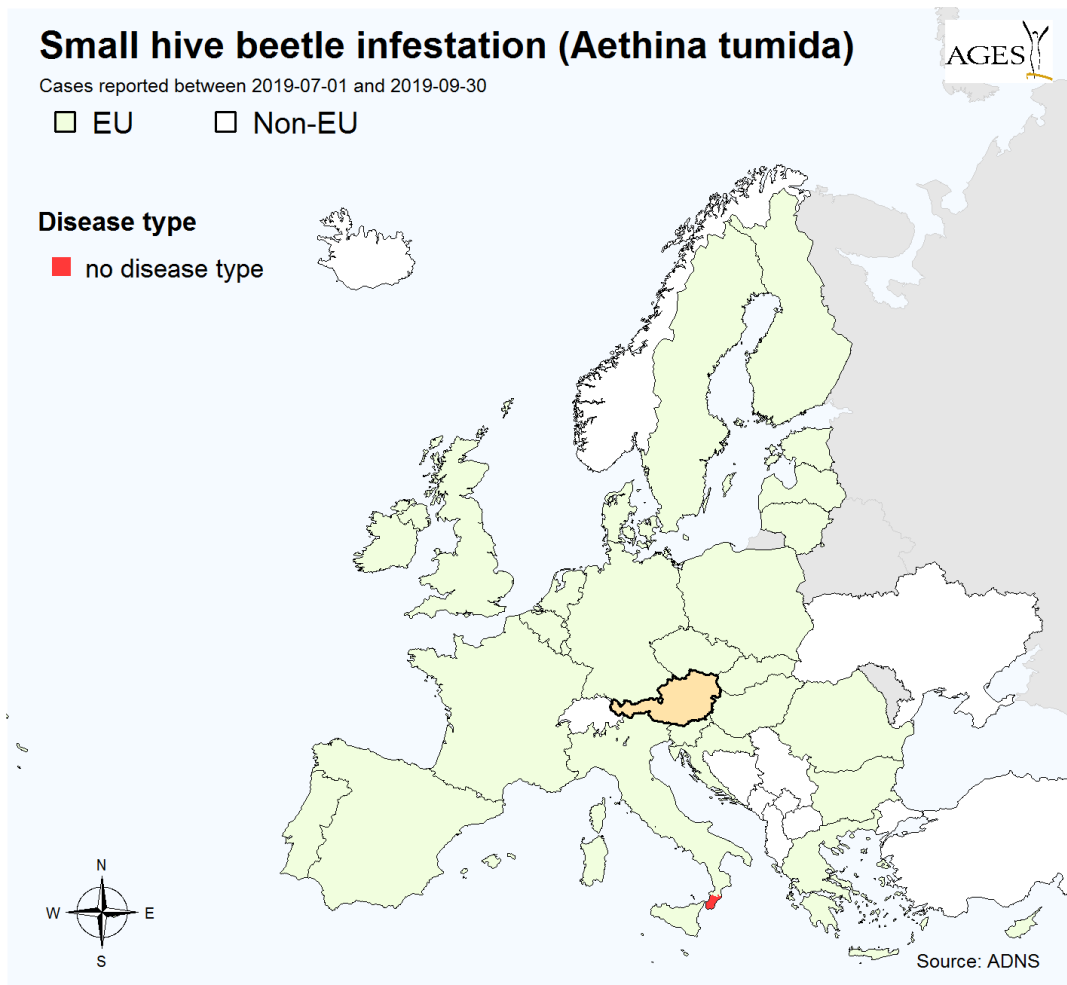 Small hive beetle infestation (Aethina tumida)
AGES
Cases reported between 2019-07-01 and 2019-09-30
EU Non-EU
Disease type
no disease type
N
W E
S
Source: ADNS